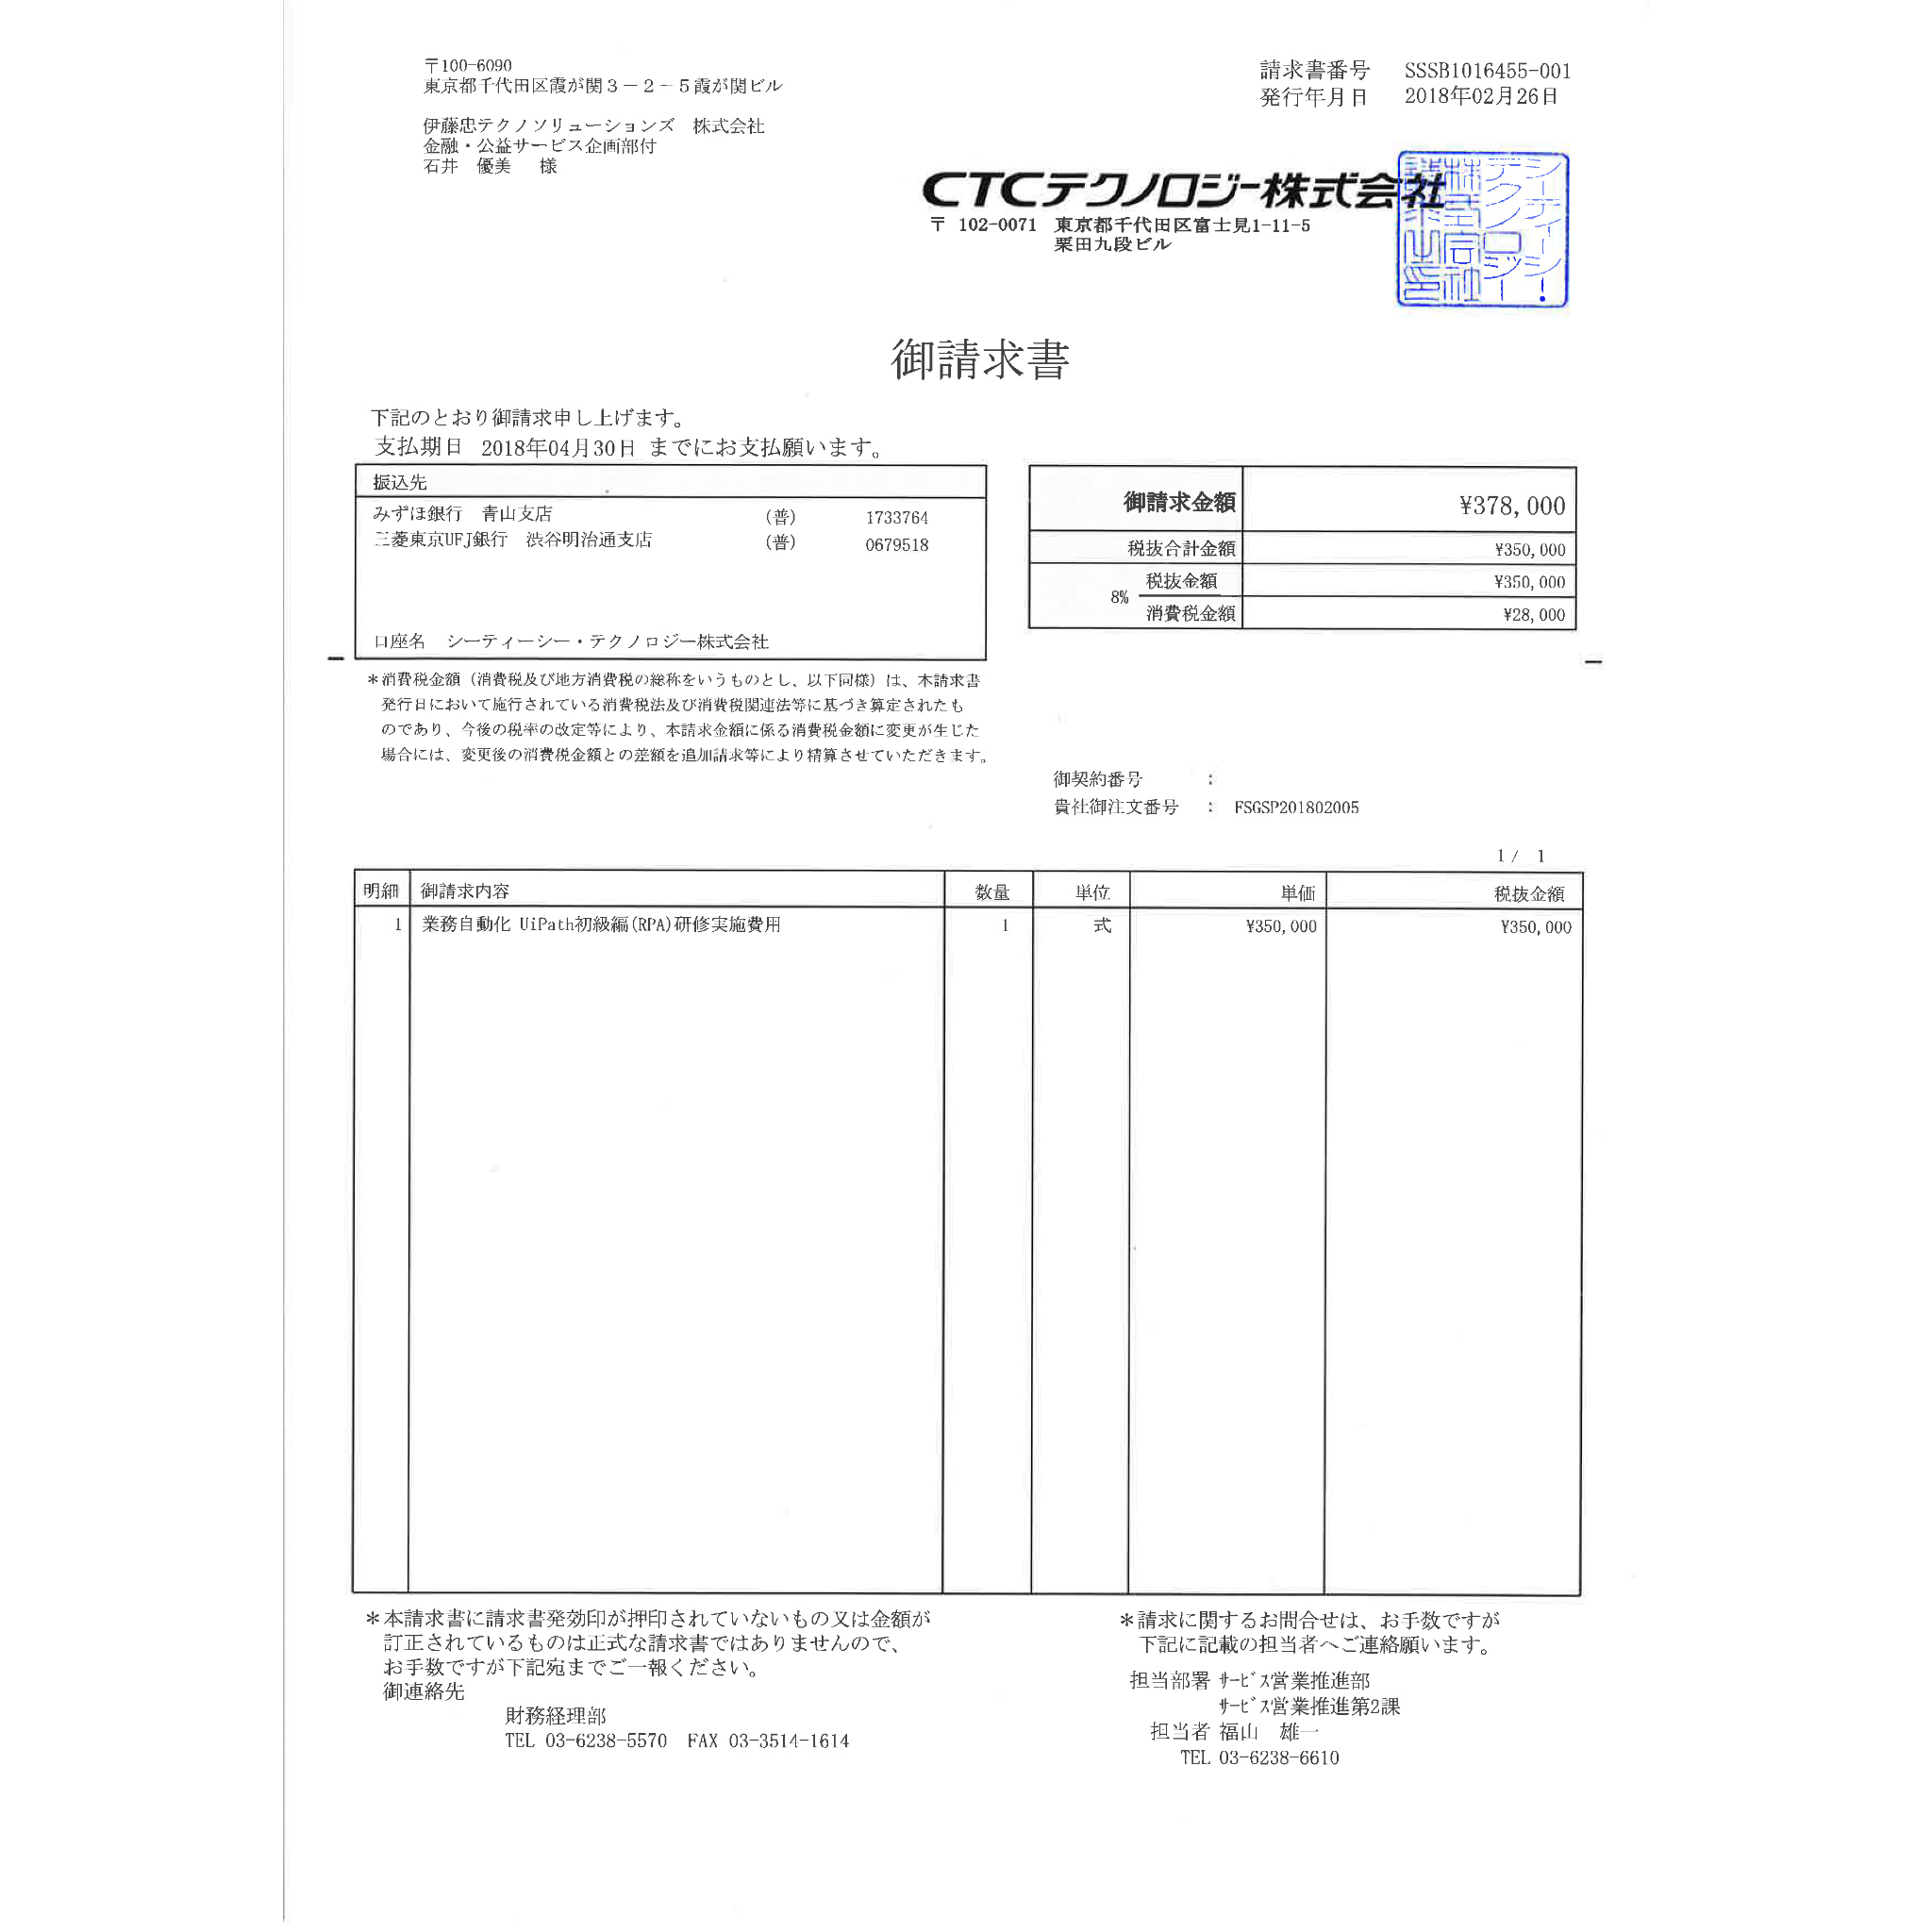 〒100-6090
東京都千代田区霞が関３－２－５霞が関ビル
伊藤忠テクノソリューションズ　株式会社
金融・公益サービス企画部付
石井　優美　様
請求書番号　SSSB1016455-001
発行年月日　2018年02月26日
CTCテクノロジー株式会社
〒 102-0071　東京都千代田区富士見1-11-5
栗田九段ビル
シーティーシー・テクノロジー株式会社請求之印
御請求書
下記のとおり御請求申し上げます。
支払期日　2018年04月30日 までにお支払願います。
振込先
みずほ銀行　青山支店　(普)　1733764
三菱東京UFJ銀行　渋谷明治通支店　(普)　0679518
口座名　シーティーシー・テクノロジー株式会社
御請求金額　¥378,000
税抜合計金額　¥350,000
8%　税抜金額　¥350,000
消費税金額　¥28,000
＊消費税金額（消費税及び地方消費税の総称をいうものとし、以下同様）は、本請求書
発行日において施行されている消費税法及び消費税関連法等に基づき算定されたも
のであり、今後の税率の改定等により、本請求金額に係る消費税金額に変更が生じた
場合には、変更後の消費税金額との差額を追加請求等により精算させていただきます。
御契約番号　：
貴社御注文番号　：　FSGSP201802005
1 /　1
明細　御請求内容　数量　単位　単価　税抜金額
1　業務自動化 UiPath初級編(RPA)研修実施費用　1　式　¥350,000　¥350,000
＊本請求書に請求書発効印が押印されていないもの又は金額が
訂正されているものは正式な請求書ではありませんので、
お手数ですが下記宛までご一報ください。
御連絡先
財務経理部
TEL 03-6238-5570　FAX 03-3514-1614
＊請求に関するお問合せは、お手数ですが
下記に記載の担当者へご連絡願います。
担当部署 ｻｰﾋﾞｽ営業推進部
ｻｰﾋﾞｽ営業推進第2課
担当者 福山　雄一
TEL 03-6238-6610